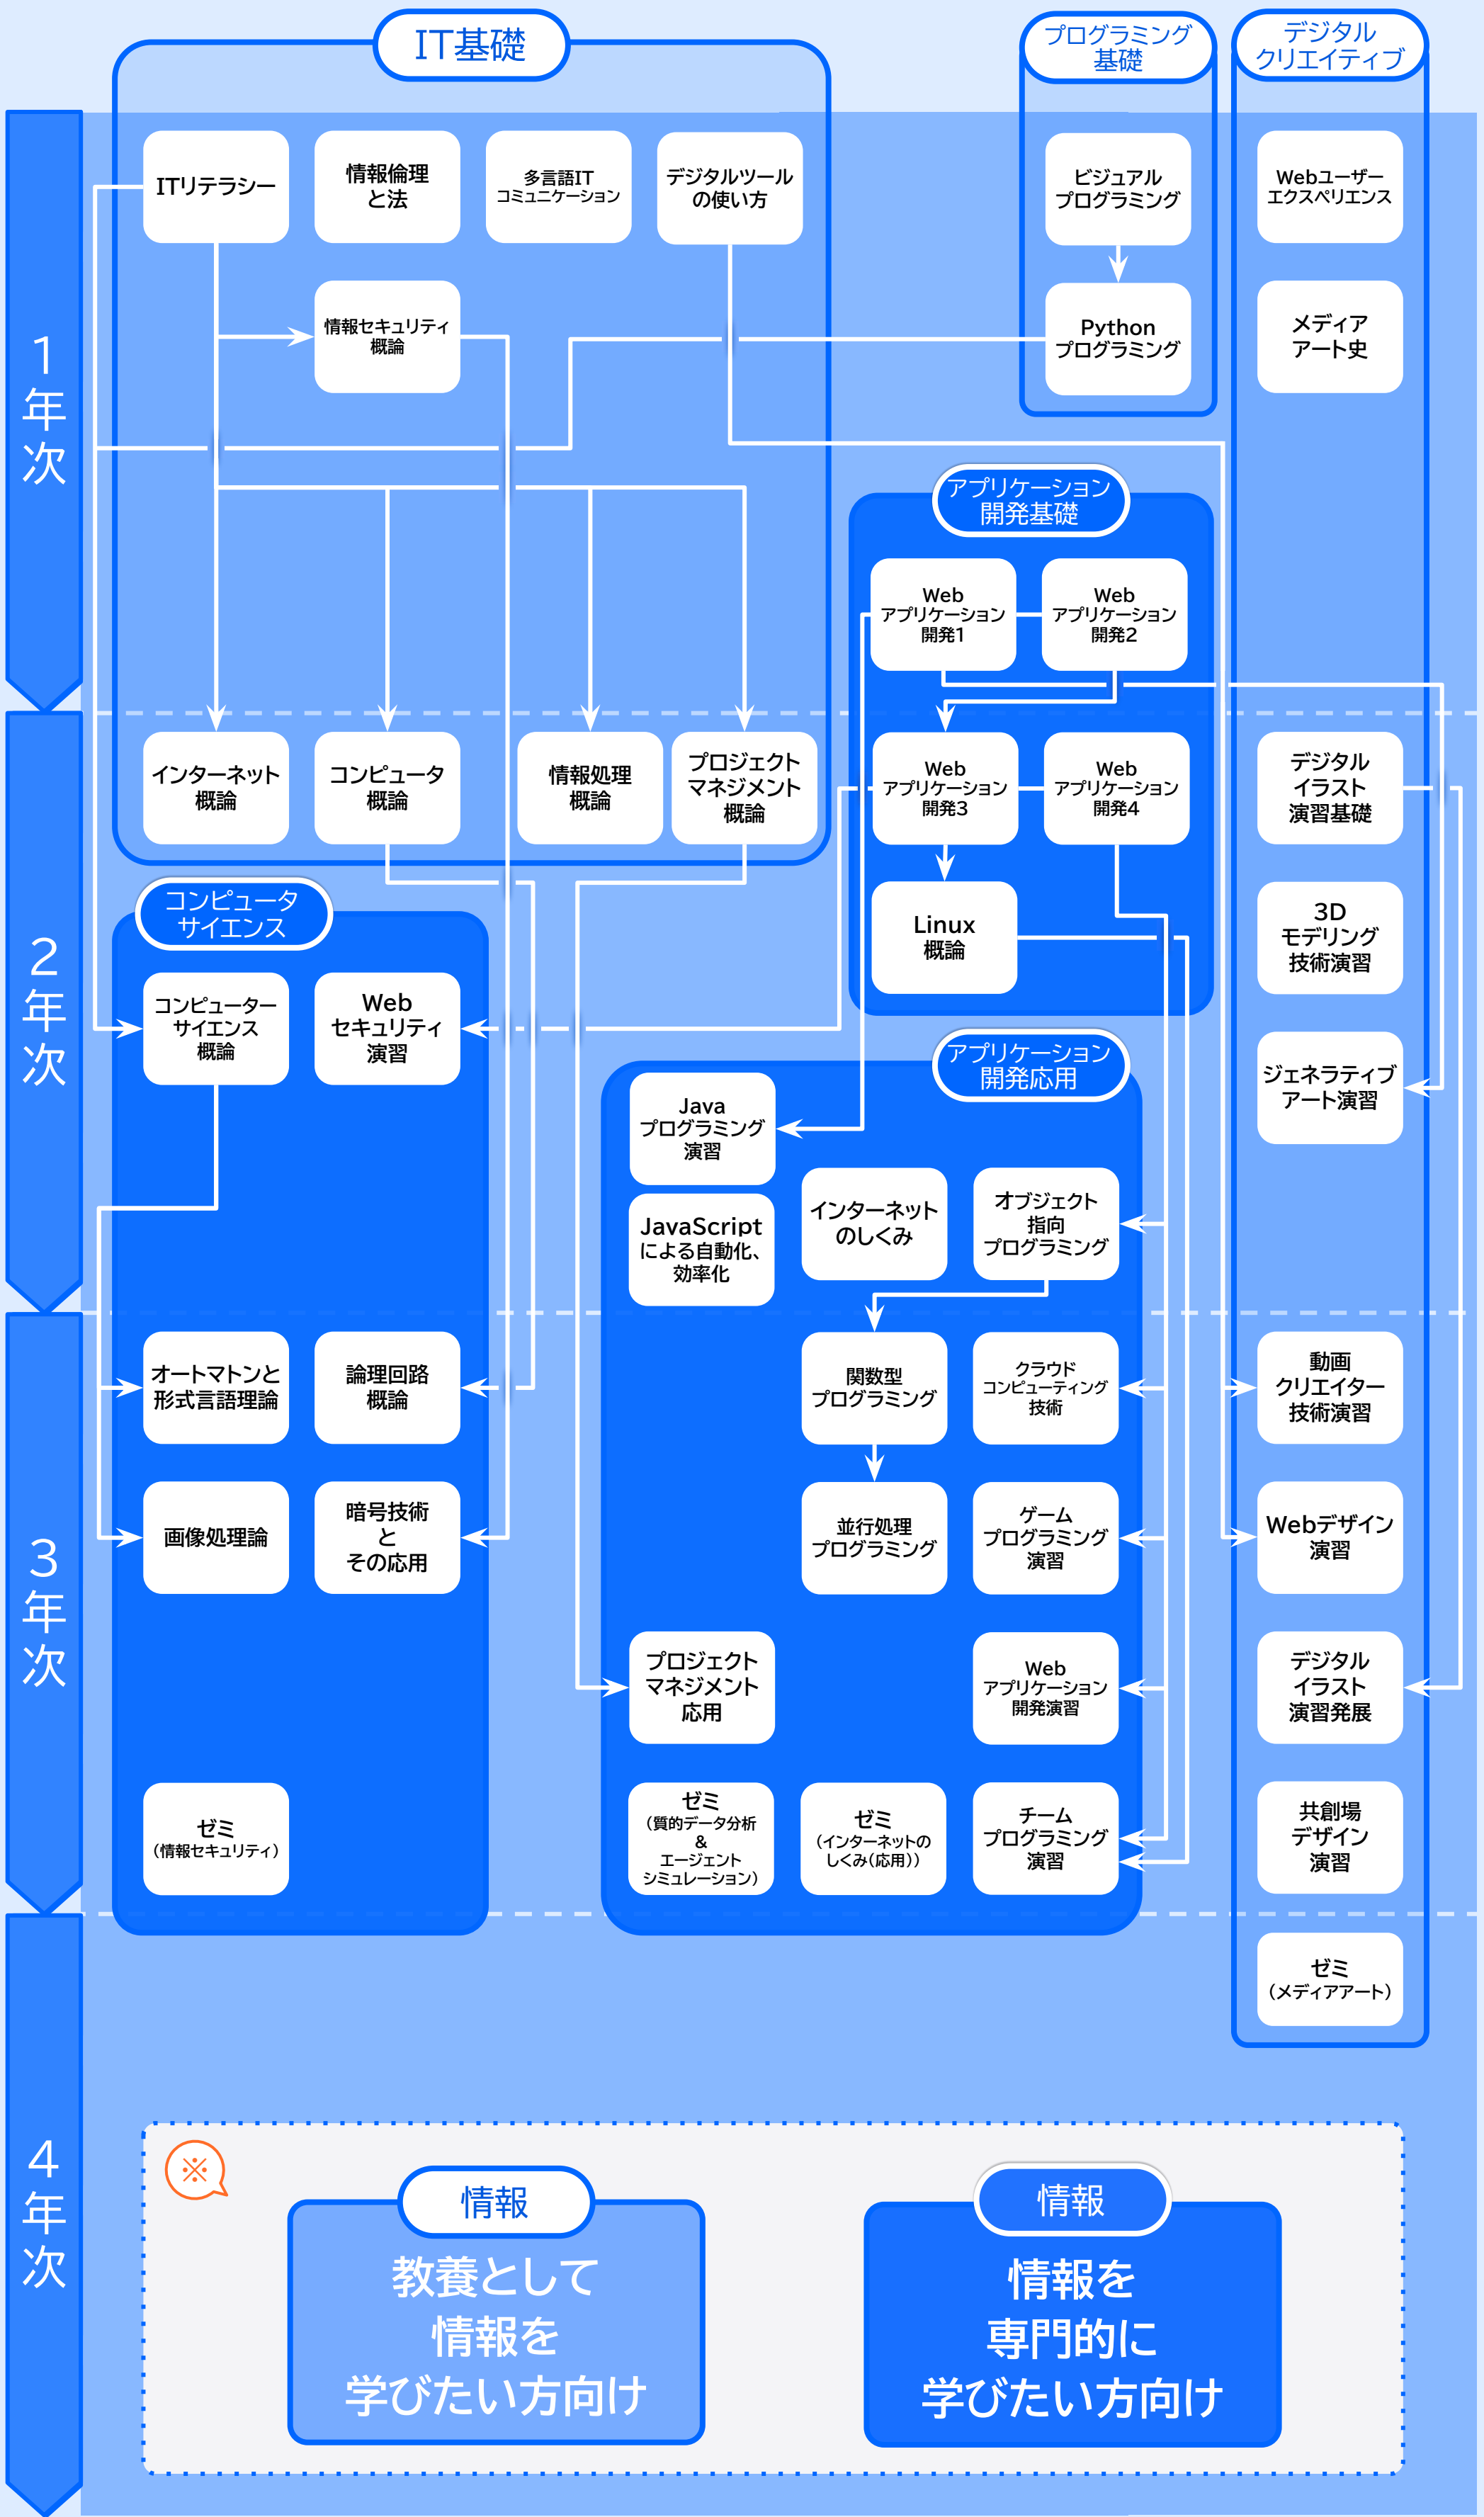 IT基礎
プログラミング
基礎
デジタル
クリエイティブ
1年次
ITリテラシー
情報倫理
と法
多言語IT
コミュニケーション
デジタルツール
の使い方
ビジュアル
プログラミング
Webユーザー
エクスペリエンス
情報セキュリティ
概論
Python
プログラミング
メディア
アート史
アプリケーション
開発基礎
Web
アプリケーション
開発1
Web
アプリケーション
開発2
2年次
インターネット
概論
コンピュータ
概論
情報処理
概論
プロジェクト
マネジメント
概論
Web
アプリケーション
開発3
Web
アプリケーション
開発4
デジタル
イラスト
演習基礎
コンピュータ
サイエンス
Linux
概論
3D
モデリング
技術演習
コンピューター
サイエンス
概論
Web
セキュリティ
演習
アプリケーション
開発応用
ジェネラティブ
アート演習
Java
プログラミング
演習
JavaScript
による自動化、
効率化
インターネット
のしくみ
オブジェクト
指向
プログラミング
3年次
オートマトンと
形式言語理論
論理回路
概論
関数型
プログラミング
クラウド
コンピューティング
技術
動画
クリエイター
技術演習
画像処理論
暗号技術
と
その応用
並行処理
プログラミング
ゲーム
プログラミング
演習
Webデザイン
演習
プロジェクト
マネジメント
応用
Web
アプリケーション
開発演習
デジタル
イラスト
演習発展
ゼミ
（情報セキュリティ）
ゼミ
（質的データ分析
&
エージェント
シミュレーション）
ゼミ
（インターネットの
しくみ（応用））
チーム
プログラミング
演習
共創場
デザイン
演習
4年次
ゼミ
（メディアアート）
※
情報
教養として
情報を
学びたい方向け
情報
情報を
専門的に
学びたい方向け